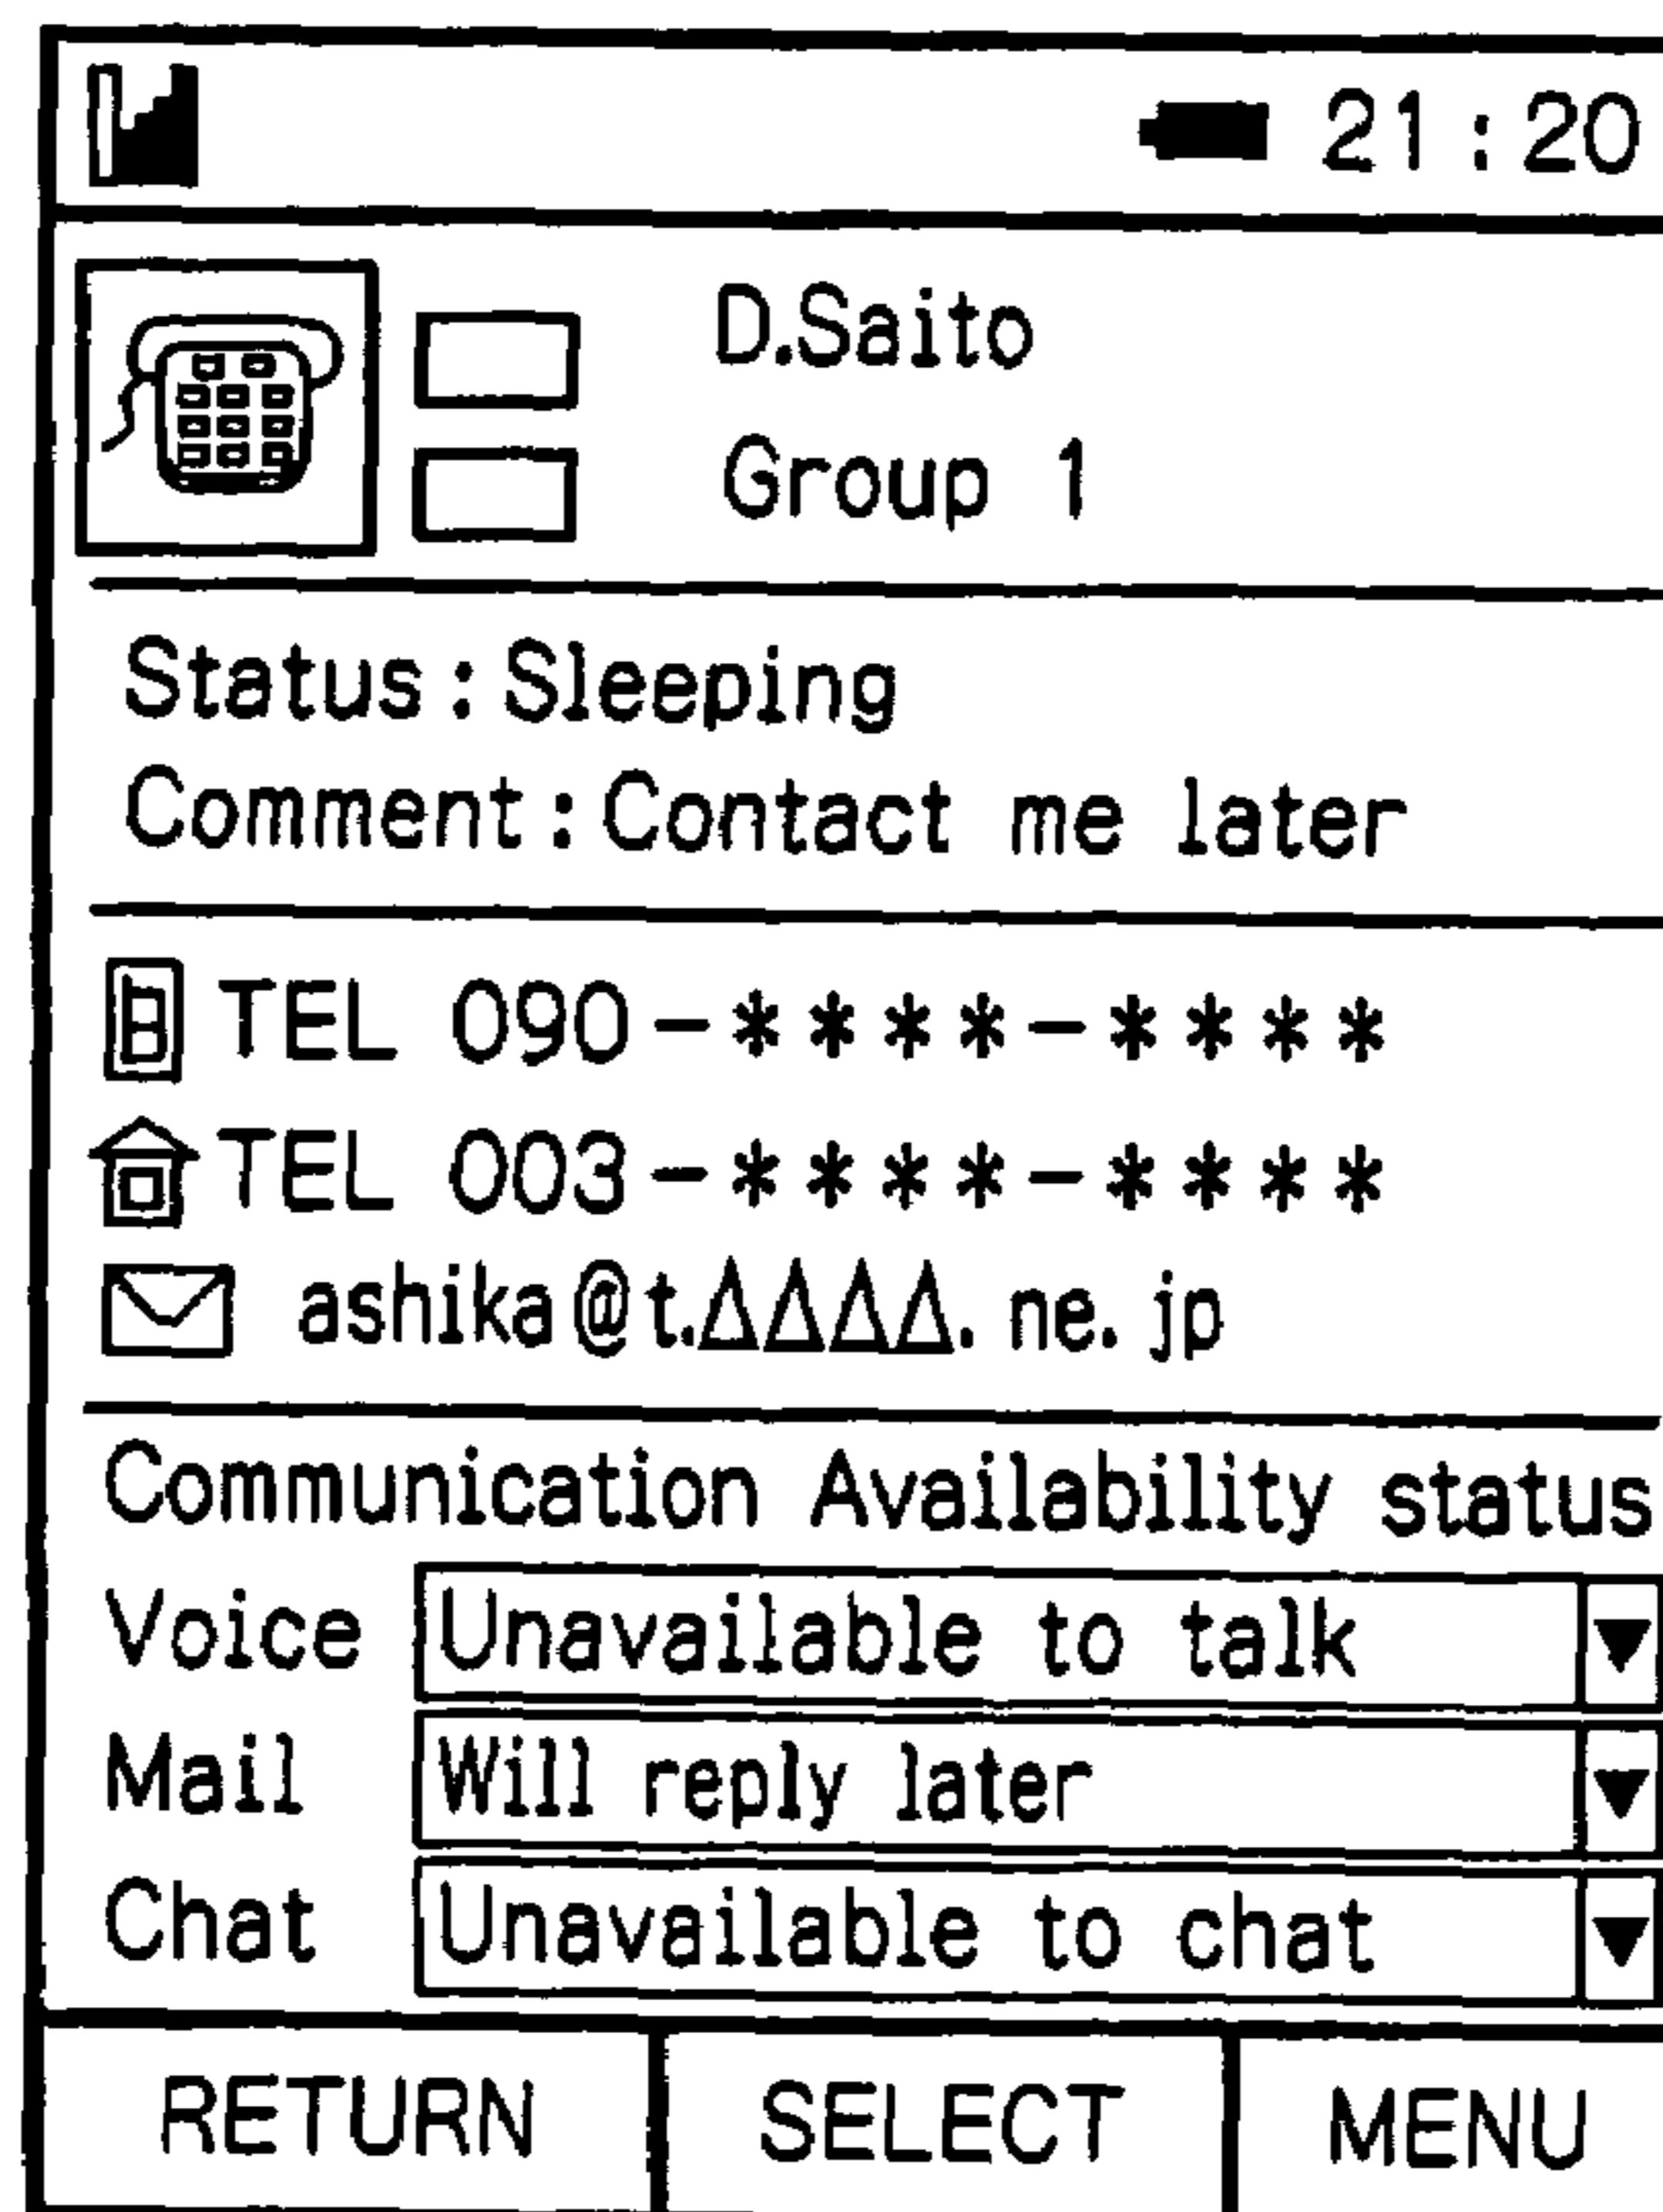 21:20
D.Saito
Group 1
Status:Sleeping
Comment:Contact me later
TEL 090-****-****
TEL 003-****-****
ashika@t.ΔΔΔΔ.ne.jp
Communication Availability status
Voice Unavailable to talk ▼
Mail Will reply later ▼
Chat Unavailable to chat ▼
RETURN SELECT MENU